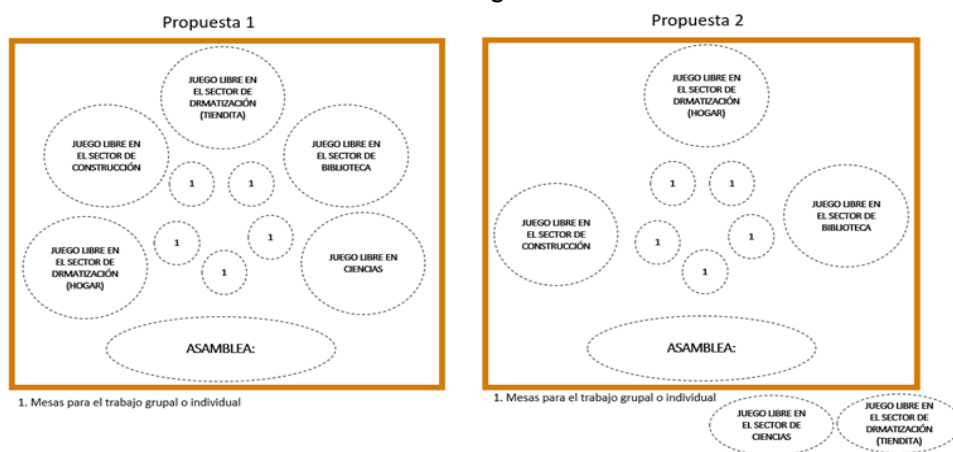 Propuesta 1
JUEGO LIBRE EN
EL SECTOR DE
DRMATIZACIÓN
(TIENDITA)
JUEGO LIBRE EN
EL SECTOR DE
CONSTRUCCIÓN
JUEGO LIBRE EN
EL SECTOR DE
BIBLIOTECA
1
1
JUEGO LIBRE EN
EL SECTOR DE
DRMATIZACIÓN
(HOGAR)
1
1
1
JUEGO LIBRE EN
CIENCIAS
ASAMBLEA:
1. Mesas para el trabajo grupal o individual
Propuesta 2
JUEGO LIBRE EN
EL SECTOR DE
DRMATIZACIÓN
(HOGAR)
1
1
JUEGO LIBRE EN
EL SECTOR DE
CONSTRUCCIÓN
1
1
1
JUEGO LIBRE EN
EL SECTOR DE
BIBLIOTECA
ASAMBLEA:
1. Mesas para el trabajo grupal o individual
JUEGO LIBRE EN
EL SECTOR DE
CIENCIAS
JUEGO LIBRE EN
EL SECTOR DE
DRMATIZACIÓN
(TIENDITA)